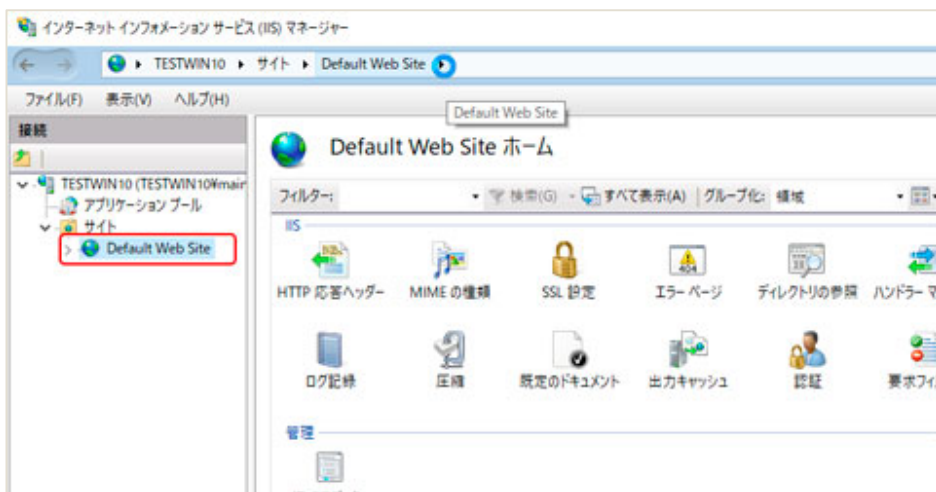 インターネット インフォメーション サービス (IIS) マネージャー
TESTWIN10 サイト Default Web Site
ファイル(F) 表示(V) ヘルプ(H)
Default Web Site
接続
Default Web Site ホーム
TESTWIN10 (TESTWIN10¥main
アプリケーション プール
サイト
Default Web Site
フィルター: 検索(G) すべて表示(A) グループ化: 領域
IIS
HTTP 応答ヘッダー MIME の種類 SSL 設定 エラー ページ ディレクトリの参照 ハンドラー マ
ログ記録 圧縮 既定のドキュメント 出力キャッシュ 認証 要求フィ
管理